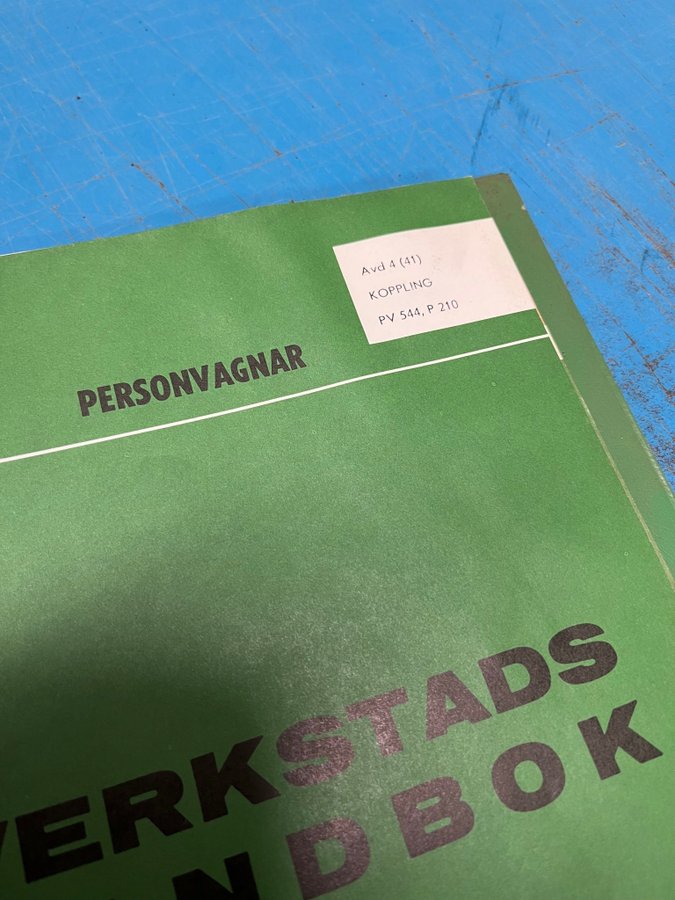 Avd 4 (41)
KOPPLING
PV 544, P 210
PERSONVAGNAR
VERKSTADS
NDBOK